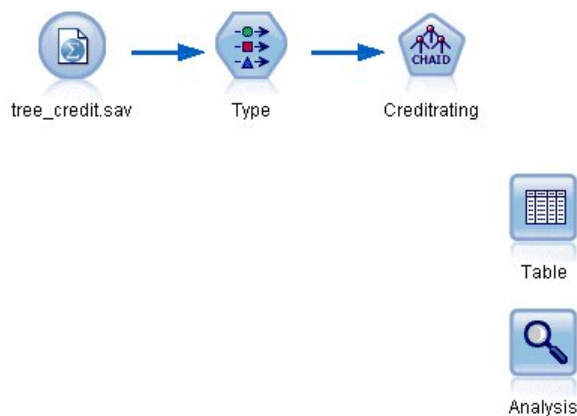 CHAID
tree_credit.sav
Type
Creditrating
Table
Analysis